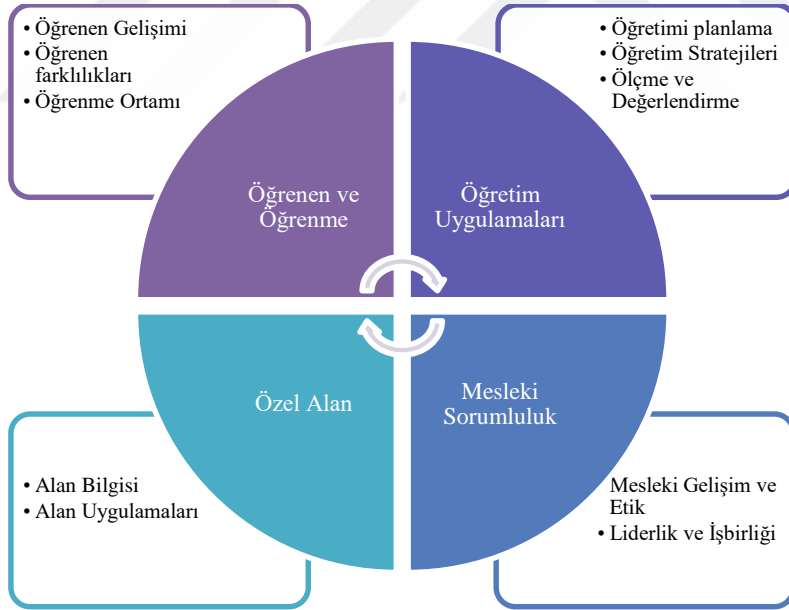 • Öğrenen Gelişimi
• Öğrenen
farklılıkları
• Öğrenme Ortamı
• Öğretimi planlama
• Öğretim Stratejileri
• Ölçme ve
Değerlendirme
Öğrenen ve
Öğrenme
Öğretim
Uygulamaları
Özel Alan
Mesleki
Sorumluluk
• Alan Bilgisi
• Alan Uygulamaları
Mesleki Gelişim ve
Etik
• Liderlik ve İşbirliği